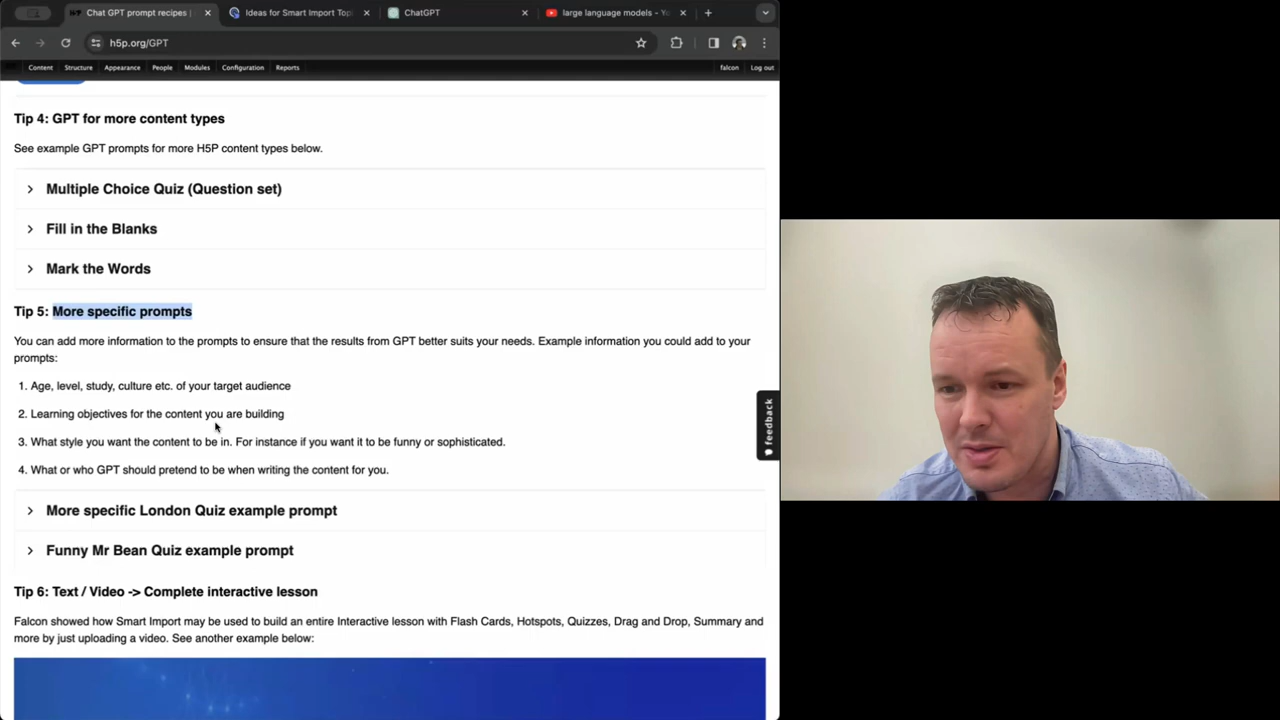 Chat GPT prompt recipes |
Ideas for Smart Import Top
ChatGPT
large language models - Yo
h5p.org/GPT
Content Structure Appearance People Modules Configuration Reports falcon Log out
Tip 4: GPT for more content types
See example GPT prompts for more H5P content types below.
Multiple Choice Quiz (Question set)
Fill in the Blanks
Mark the Words
Tip 5: More specific prompts
You can add more information to the prompts to ensure that the results from GPT better suits your needs. Example information you could add to your
prompts:
1. Age, level, study, culture etc. of your target audience
2. Learning objectives for the content you are building
3. What style you want the content to be in. For instance if you want it to be funny or sophisticated.
4. What or who GPT should pretend to be when writing the content for you.
feedback
More specific London Quiz example prompt
Funny Mr Bean Quiz example prompt
Tip 6: Text / Video -> Complete interactive lesson
Falcon showed how Smart Import may be used to build an entire Interactive lesson with Flash Cards, Hotspots, Quizzes, Drag and Drop, Summary and
more by just uploading a video. See another example below: